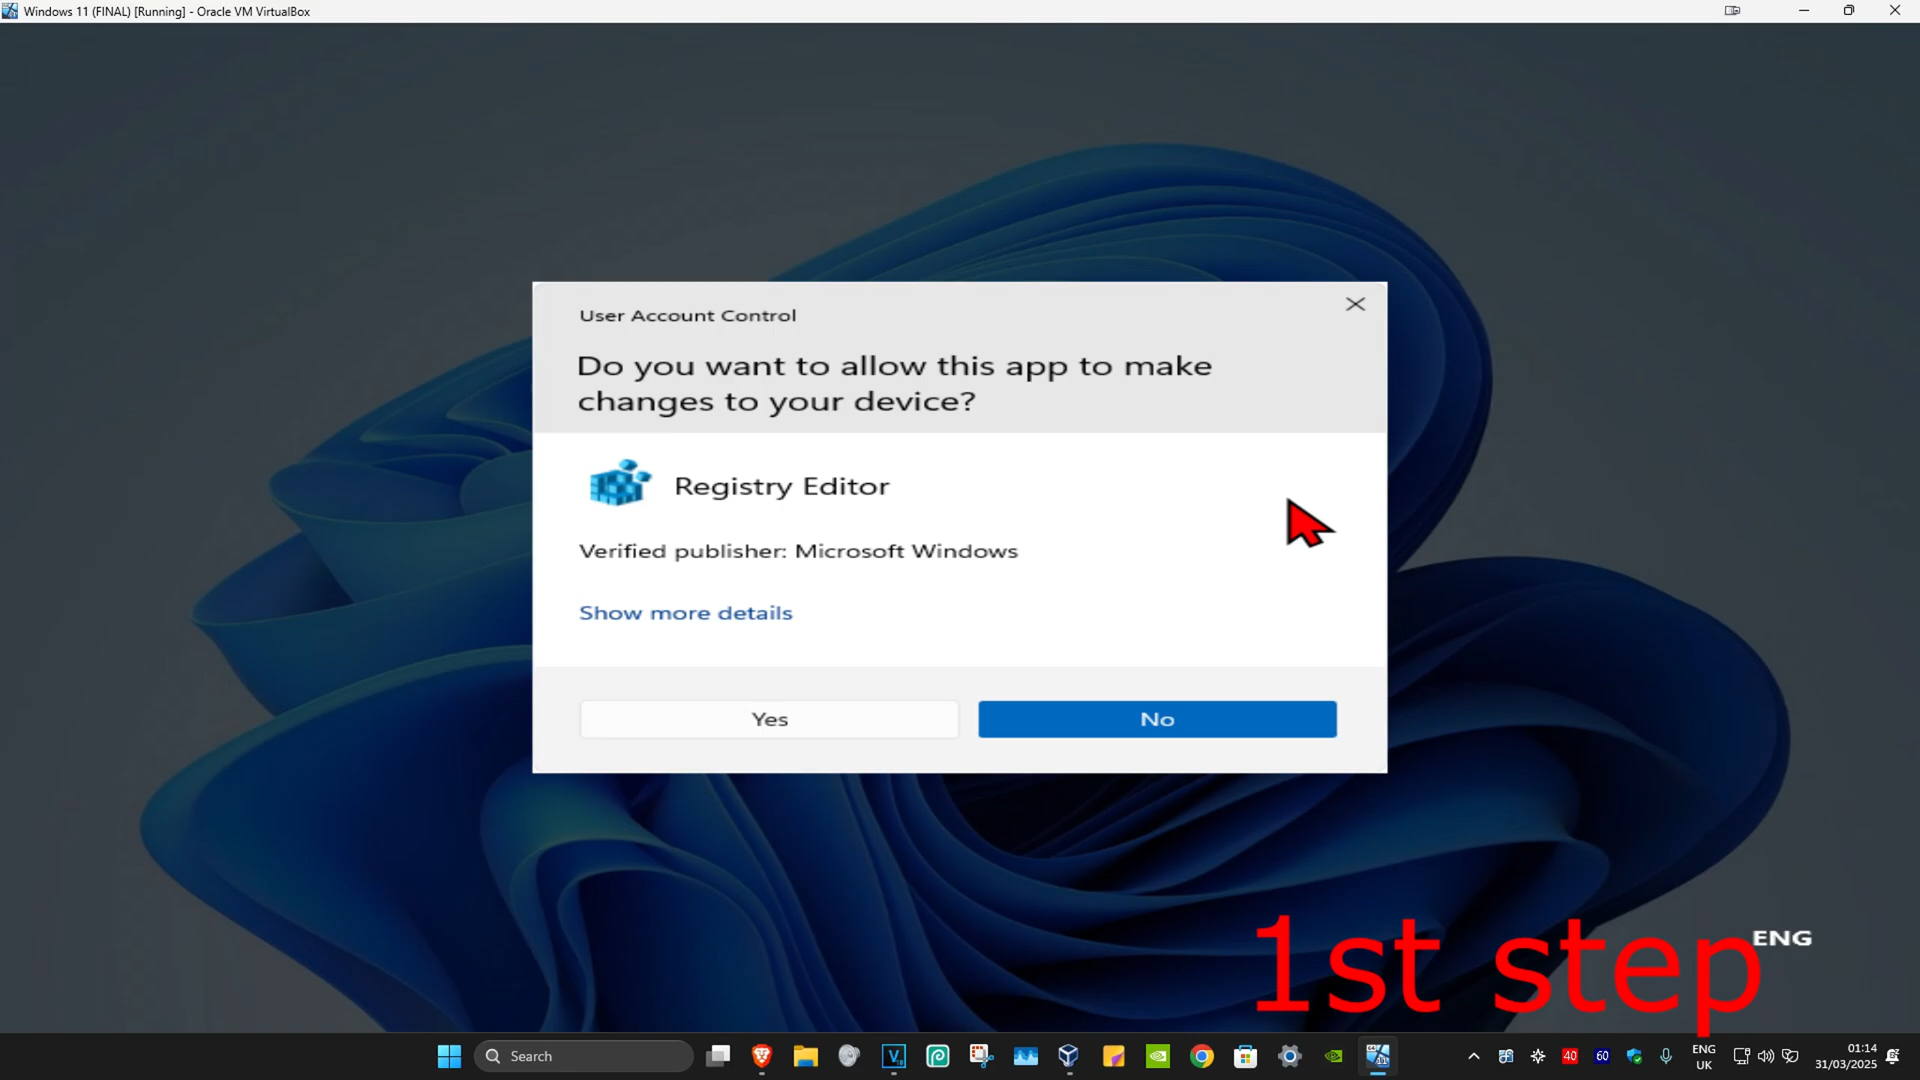 Windows 11 (FINAL) [Running] - Oracle VM VirtualBox
User Account Control
Do you want to allow this app to make
changes to your device?
Registry Editor
Verified publisher: Microsoft Windows
Show more details
Yes
No
1st step
ENG
Search
40
60
ENG
UK
01:14
31/03/2025